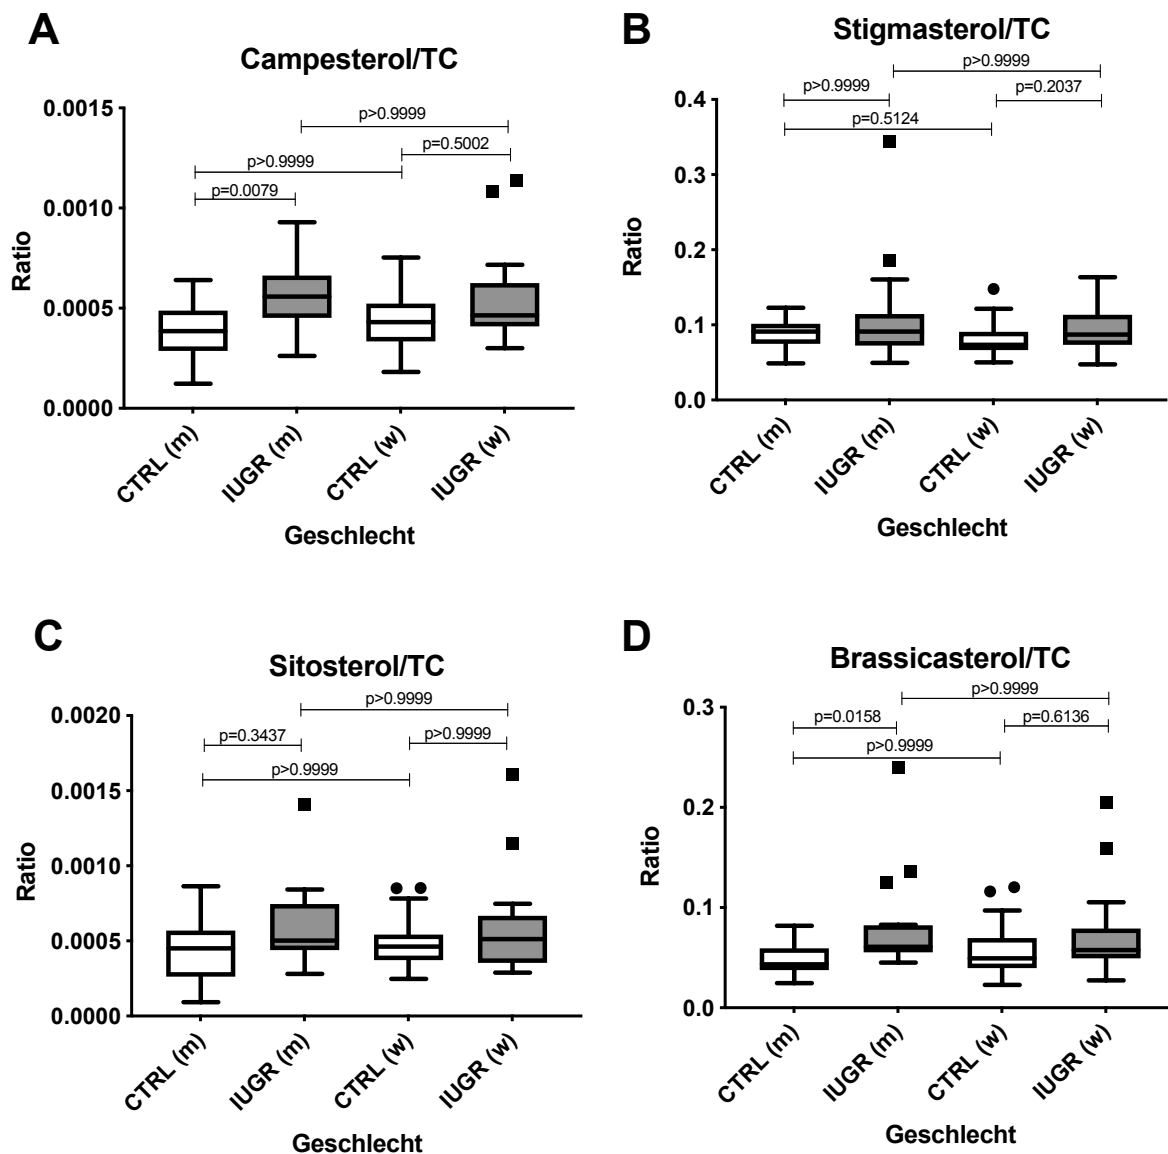 A
Campesterol/TC
p>0.9999
p>0.9999
p=0.5002
p=0.0079
0.0015
0.0010
0.0005
0.0000
Ratio
CTRL (m)
IUGR (m)
CTRL (w)
IUGR (w)
Geschlecht
B
Stigmasterol/TC
p>0.9999
p>0.9999
p=0.2037
p=0.5124
0.4
0.3
0.2
0.1
0.0
Ratio
CTRL (m)
IUGR (m)
CTRL (w)
IUGR (w)
Geschlecht
C
Sitosterol/TC
p>0.9999
p=0.3437
p>0.9999
p>0.9999
0.0020
0.0015
0.0010
0.0005
0.0000
Ratio
CTRL (m)
IUGR (m)
CTRL (w)
IUGR (w)
Geschlecht
D
Brassicasterol/TC
p>0.9999
p=0.0158
p=0.6136
p>0.9999
0.3
0.2
0.1
0.0
Ratio
CTRL (m)
IUGR (m)
CTRL (w)
IUGR (w)
Geschlecht